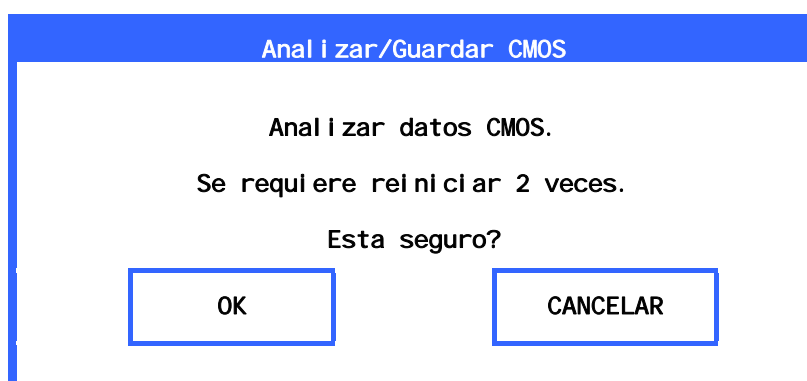 Analizar/Guardar CMOS
Analizar datos CMOS.
Se requiere reiniciar 2 veces.
Esta seguro?
OK CANCELAR